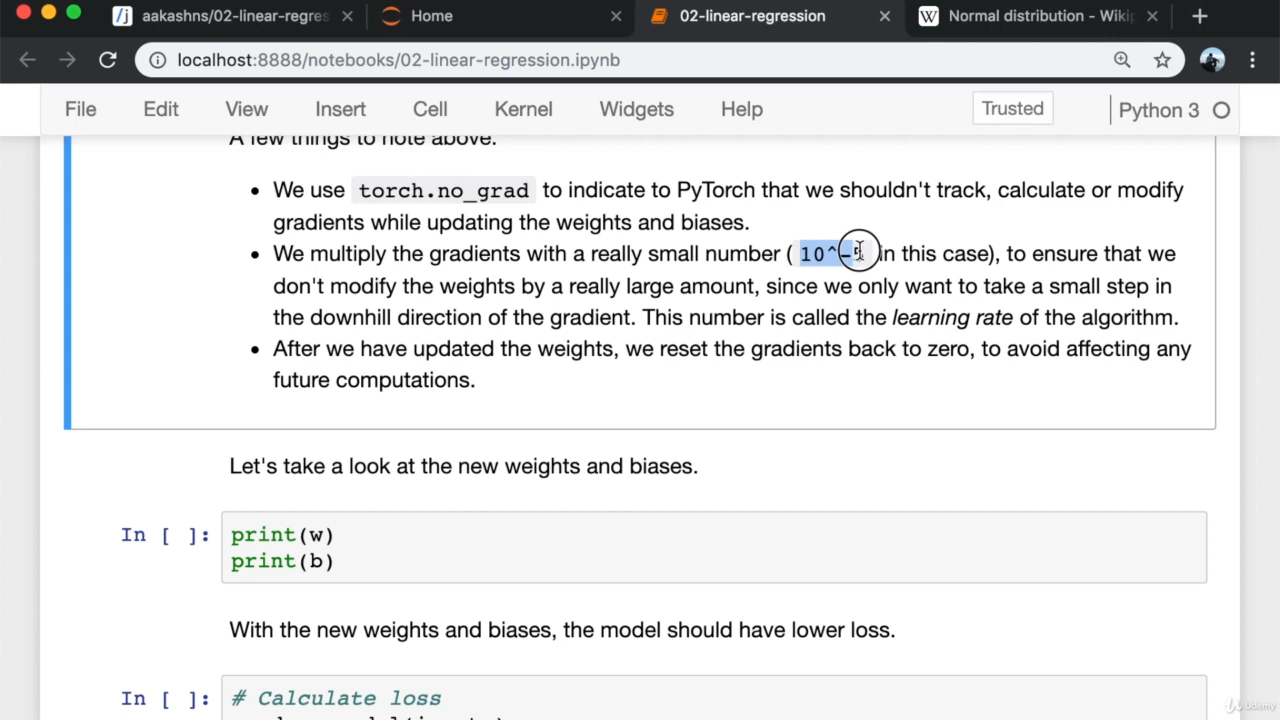 aakashns/02-linear-regres
Home
02-linear-regression
Normal distribution - Wiki
localhost:8888/notebooks/02-linear-regression.ipynb
File Edit View Insert Cell Kernel Widgets Help Trusted Python 3
A few things to note above:
We use torch.no_grad to indicate to PyTorch that we shouldn't track, calculate or modify
gradients while updating the weights and biases.
We multiply the gradients with a really small number ( 10^-5 in this case), to ensure that we
don't modify the weights by a really large amount, since we only want to take a small step in
the downhill direction of the gradient. This number is called the learning rate of the algorithm.
After we have updated the weights, we reset the gradients back to zero, to avoid affecting any
future computations.
Let's take a look at the new weights and biases.
In [ ]: print(w)
print(b)
With the new weights and biases, the model should have lower loss.
In [ ]: # Calculate loss
Udemy